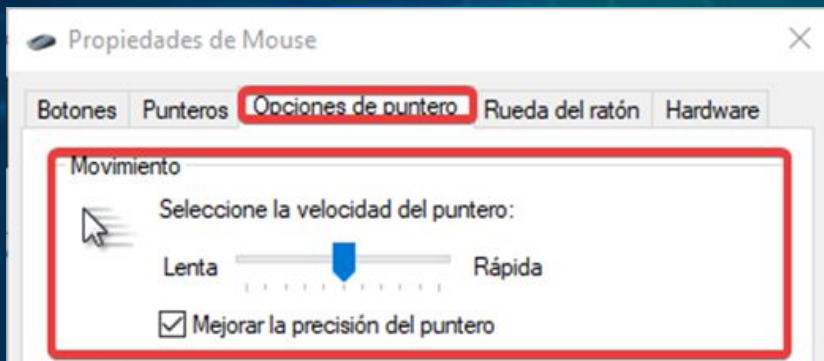 Propiedades de Mouse
Botones Punteros Opciones de puntero Rueda del ratón Hardware
Movimiento
Seleccione la velocidad del puntero:
Lenta Rápida
Mejorar la precisión del puntero